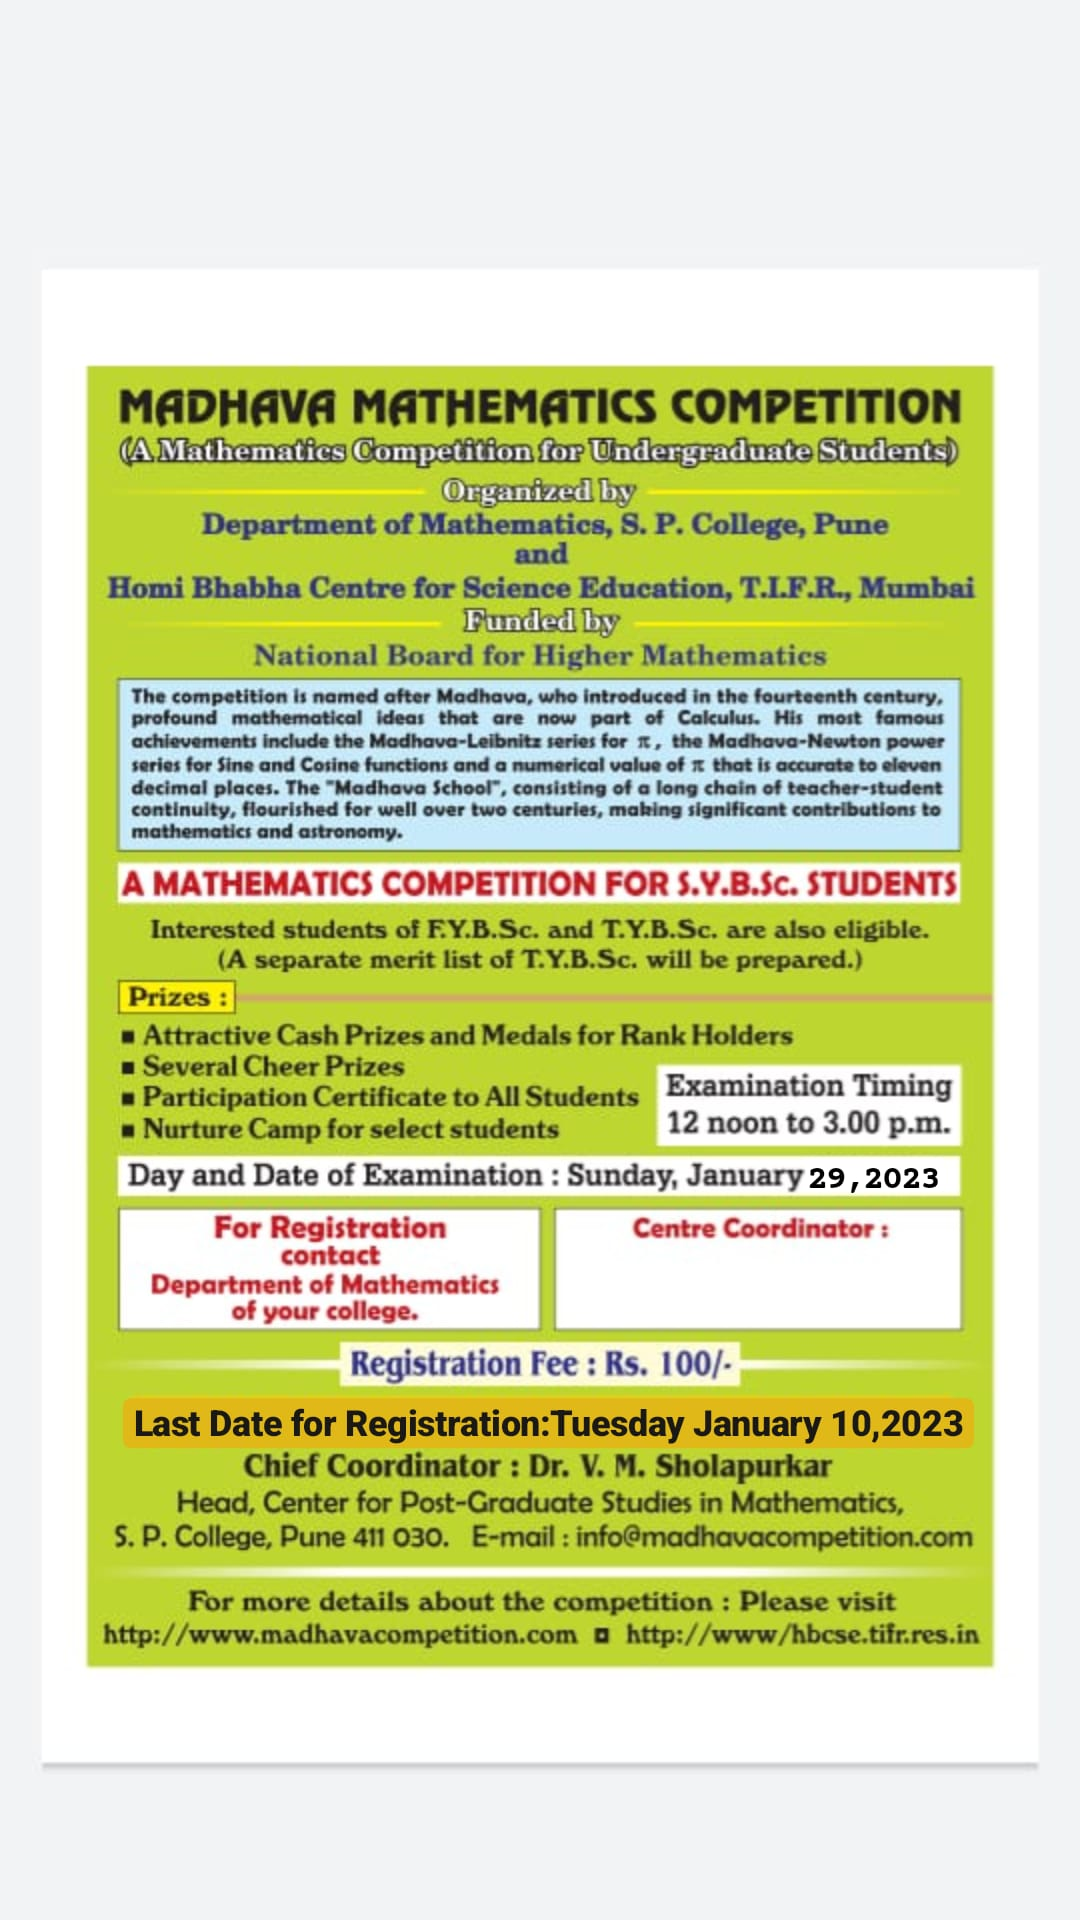 MADHAVA MATHEMATICS COMPETITION
(A Mathematics Competition for Undergraduate Students)
Organized by
Department of Mathematics, S. P. College, Pune
and
Homi Bhabha Centre for Science Education, T.I.F.R., Mumbai
Funded by
National Board for Higher Mathematics
The competition is named after Madhava, who introduced in the fourteenth century,
profound mathematical ideas that are now part of Calculus. His most famous
achievements include the Madhava-Leibnitz series for π, the Madhava-Newton power
series for Sine and Cosine functions and a numerical value of π that is accurate to eleven
decimal places. The "Madhava School", consisting of a long chain of teacher-student
continuity, flourished for well over two centuries, making significant contributions to
mathematics and astronomy.
A MATHEMATICS COMPETITION FOR S.Y.B.Sc. STUDENTS
Interested students of F.Y.B.Sc. and T.Y.B.Sc. are also eligible.
(A separate merit list of T.Y.B.Sc. will be prepared.)
Prizes :
▪ Attractive Cash Prizes and Medals for Rank Holders
▪ Several Cheer Prizes
▪ Participation Certificate to All Students
▪ Nurture Camp for select students
Examination Timing
12 noon to 3.00 p.m.
Day and Date of Examination : Sunday, January 29,2023
For Registration
contact
Department of Mathematics
of your college.
Centre Coordinator :
Registration Fee : Rs. 100/-
Last Date for Registration:Tuesday January 10,2023
Chief Coordinator : Dr. V. M. Sholapurkar
Head, Center for Post-Graduate Studies in Mathematics,
S. P. College, Pune 411 030. E-mail : info@madhavacompetition.com
For more details about the competition : Please visit
http://www.madhavacompetition.com ◘ http://www/hbcse.tifr.res.in